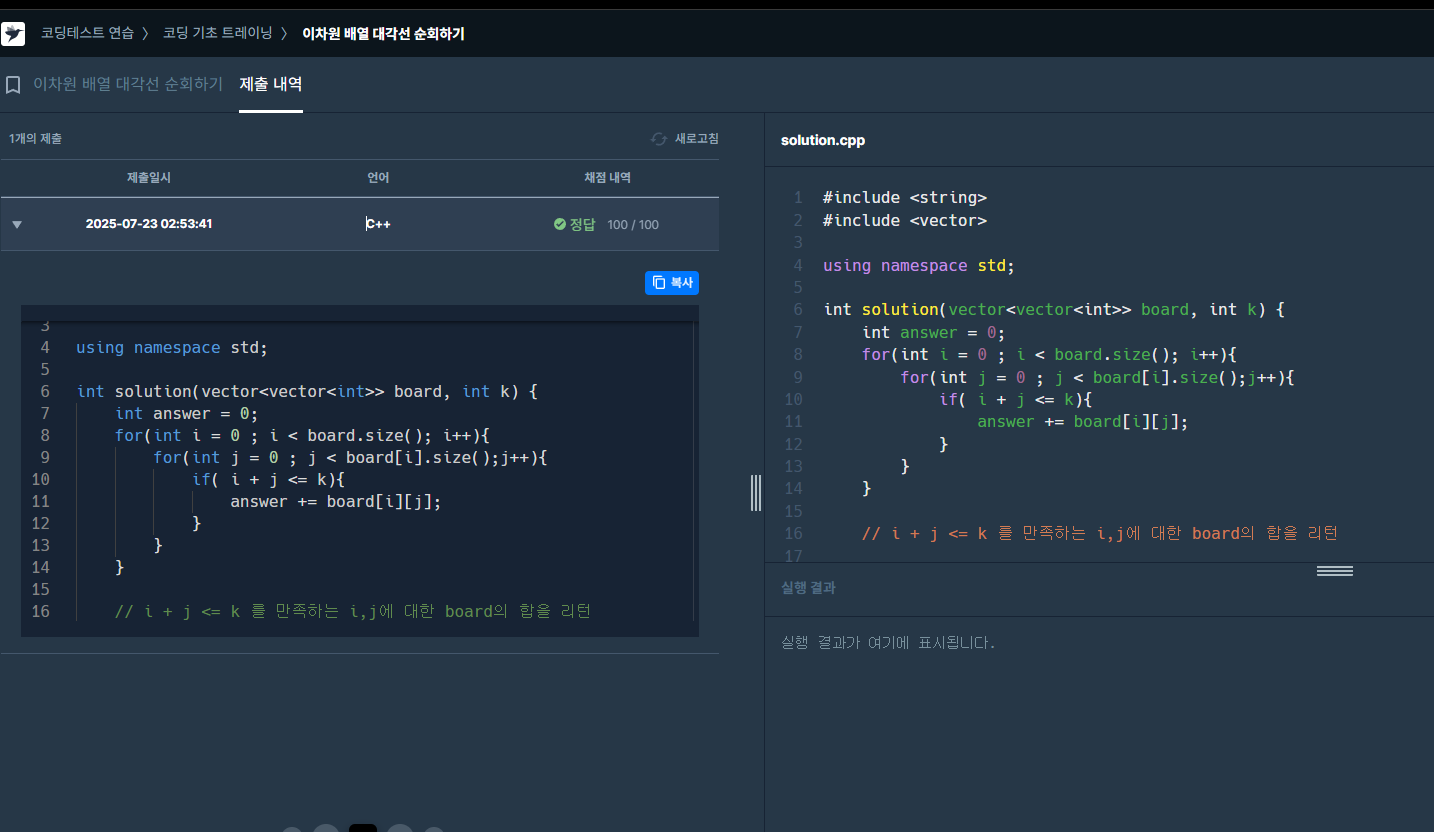 코딩테스트 연습 〉 코딩 기초 트레이닝 〉 이차원 배열 대각선 순회하기
이차원 배열 대각선 순회하기 제출 내역
1개의 제출 새로고침
제출일시 언어 채점 내역
2025-07-23 02:53:41 C++ 정답 100 / 100
복사
3
4 using namespace std;
5
6 int solution(vector<vector<int>> board, int k) {
7     int answer = 0;
8     for(int i = 0 ; i < board.size(); i++){
9         for(int j = 0 ; j < board[i].size();j++){
10             if( i + j <= k){
11                 answer += board[i][j];
12             }
13         }
14     }
15
16     // i + j <= k 를 만족하는 i,j에 대한 board의 합을 리턴
solution.cpp
1 #include <string>
2 #include <vector>
3
4 using namespace std;
5
6 int solution(vector<vector<int>> board, int k) {
7     int answer = 0;
8     for(int i = 0 ; i < board.size(); i++){
9         for(int j = 0 ; j < board[i].size();j++){
10             if( i + j <= k){
11                 answer += board[i][j];
12             }
13         }
14     }
15
16     // i + j <= k 를 만족하는 i,j에 대한 board의 합을 리턴
17
실행 결과
실행 결과가 여기에 표시됩니다.